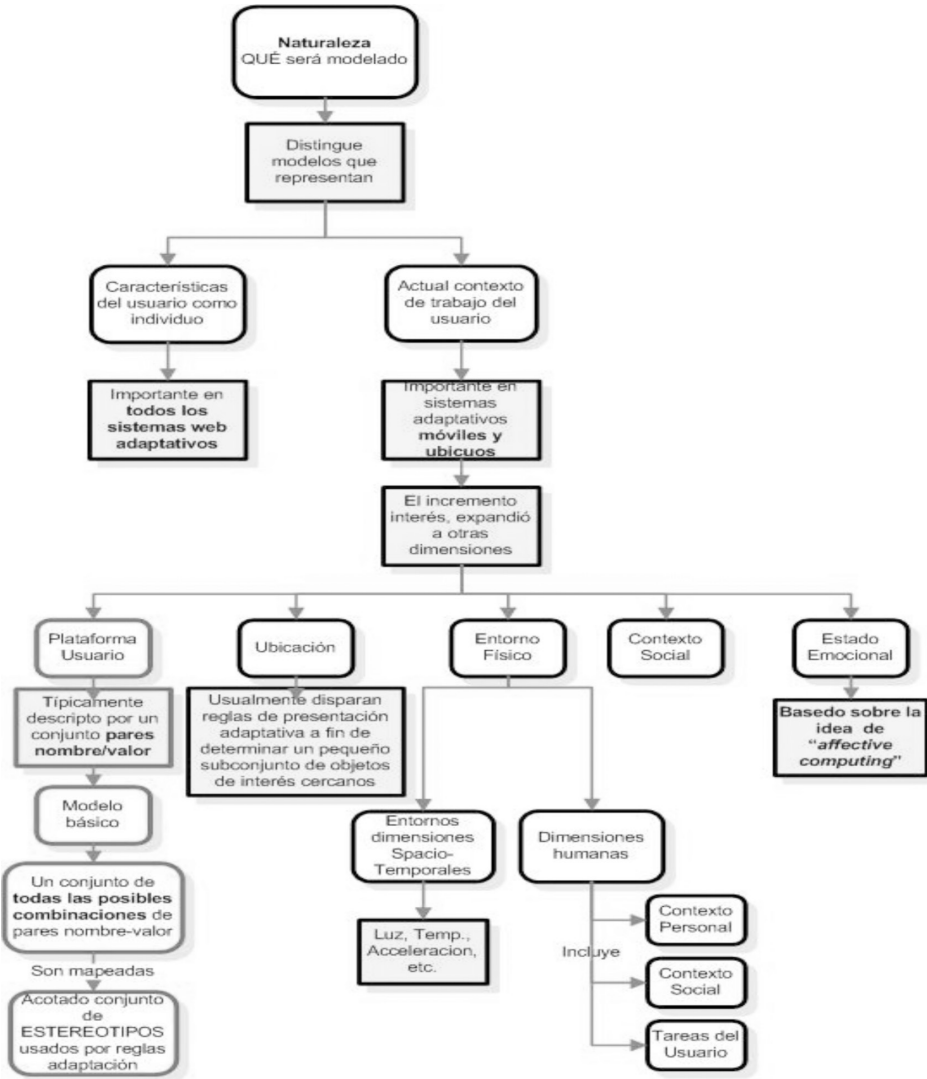 Naturaleza
QUÉ será modelado
Distingue
modelos que
representan
Características
del usuario como
individuo
Actual contexto
de trabajo del
usuario
Importante en
todos los
sistemas web
adaptativos
Importante en
sistemas
adaptativos
móviles y
ubicuos
El incremento
interés, expandió
a otras
dimensiones
Plataforma
Usuario
Ubicación
Entorno
Físico
Contexto
Social
Estado
Emocional
Típicamente
descripto por un
conjunto pares
nombre/valor
Usualmente disparan
reglas de presentación
adaptativa a fin de
determinar un pequeño
subconjunto de objetos
de interés cercanos
Basedo sobre la
idea de
“affective
computing”
Modelo
básico
Entornos
dimensiones
Spacio-
Temporales
Dimensiones
humanas
Un conjunto de
todas las posibles
combinaciones de
pares nombre-valor
Luz, Temp.,
Acceleracion,
etc.
Incluye
Contexto
Personal
Contexto
Social
Tareas del
Usuario
Son mapeadas
Acotado conjunto
de
ESTEREOTIPOS
usados por reglas
adaptación